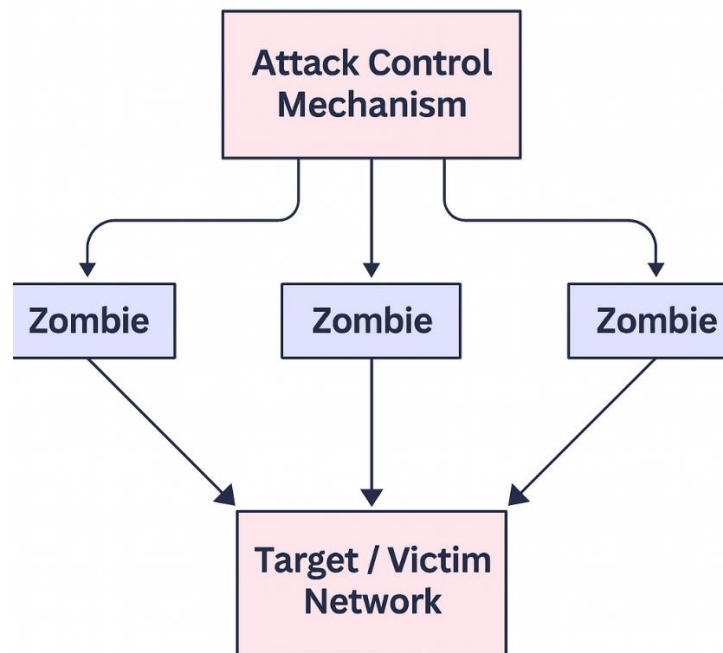 Attack Control
Mechanism
Zombie
Zombie
Zombie
Target / Victim
Network